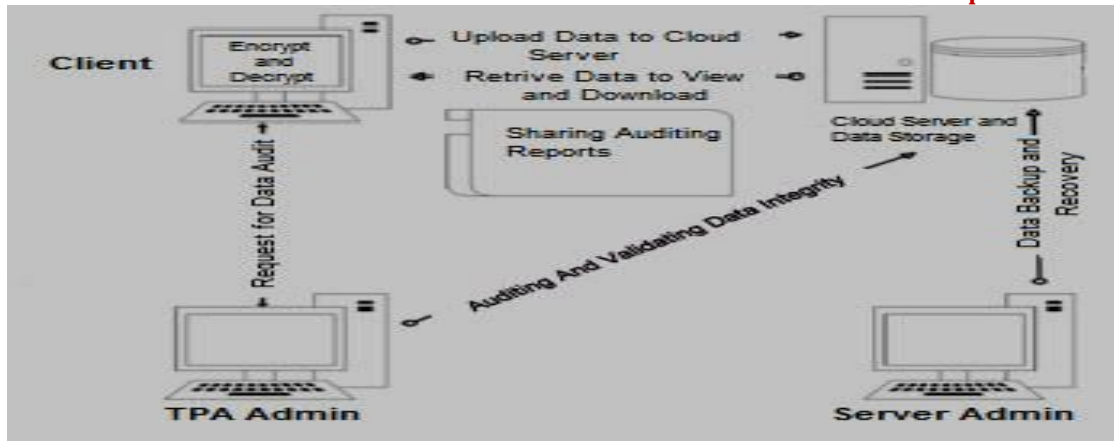 Client
Encrypt
and
Decrypt
Upload Data to Cloud
Server
Retrive Data to View
and Download
Sharing Auditing
Reports
Cloud Server and
Data Storage
Request for Data Audit
Auditing And Validating Data Integrity
Data Backup and
Recovery
TPA Admin
Server Admin